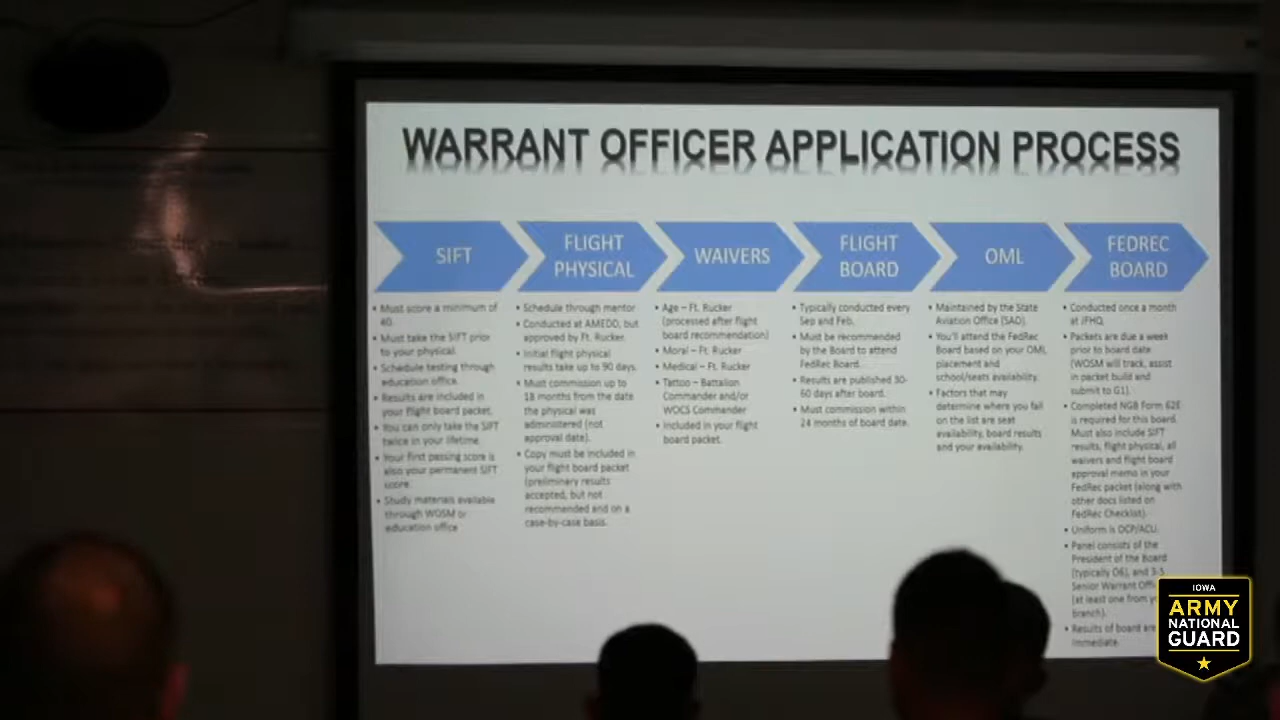 WARRANT OFFICER APPLICATION PROCESS
SIFT
• Must score a minimum of
40.
• Must take the SIFT prior
to your physical.
• Schedule testing through
education office.
• Results are included in
your flight board packet.
• You can only take the SIFT
twice in your lifetime.
• Your first passing score is
also your permanent SIFT
score.
• Study materials available
through WOSM or
education office
FLIGHT
PHYSICAL
• Schedule through mentor
• Conducted at AMEDD, but
approved by Ft. Rucker.
• Initial flight physical
results take up to 90 days.
• Must commission up to
18 months from the date
the physical was
administered (not
approval date).
• Copy must be included in
your flight board packet
(preliminary results
accepted, but not
recommended and on a
case-by-case basis.
WAIVERS
• Age – Ft. Rucker
(processed after flight
board recommendation)
• Moral – Ft. Rucker
• Medical – Ft. Rucker
• Tattoo – Battalion
Commander and/or
WOCS Commander
• Included in your flight
board packet.
FLIGHT
BOARD
• Typically conducted every
Sep and Feb.
• Must be recommended
by the Board to attend
FedRec Board.
• Results are published 30-
60 days after board.
• Must commission within
24 months of board date.
OML
• Maintained by the State
Aviation Office (SAO).
• You'll attend the FedRec
Board based on your OML
placement and
school/seats availability.
• Factors that may
determine where you fall
on the list are seat
availability, board results
and your availability.
FEDREC
BOARD
• Conducted once a month
at JFHQ.
• Packets are due a week
prior to board date
(WOSM will track, assist
in packet build and
submit to G1).
• Completed NGB Form 62E
is required for this board.
Must also include SIFT
results, flight physical, all
waivers and flight board
approval memo in your
FedRec packet (along with
other docs listed on
FedRec Checklist).
• Uniform is OCP/ACU.
• Panel consists of the
President of the Board
(typically O6), and 3-5
Senior Warrant
(at least one from
branch).
• Results of board are
immediate.
IOWA
ARMY
NATIONAL
GUARD